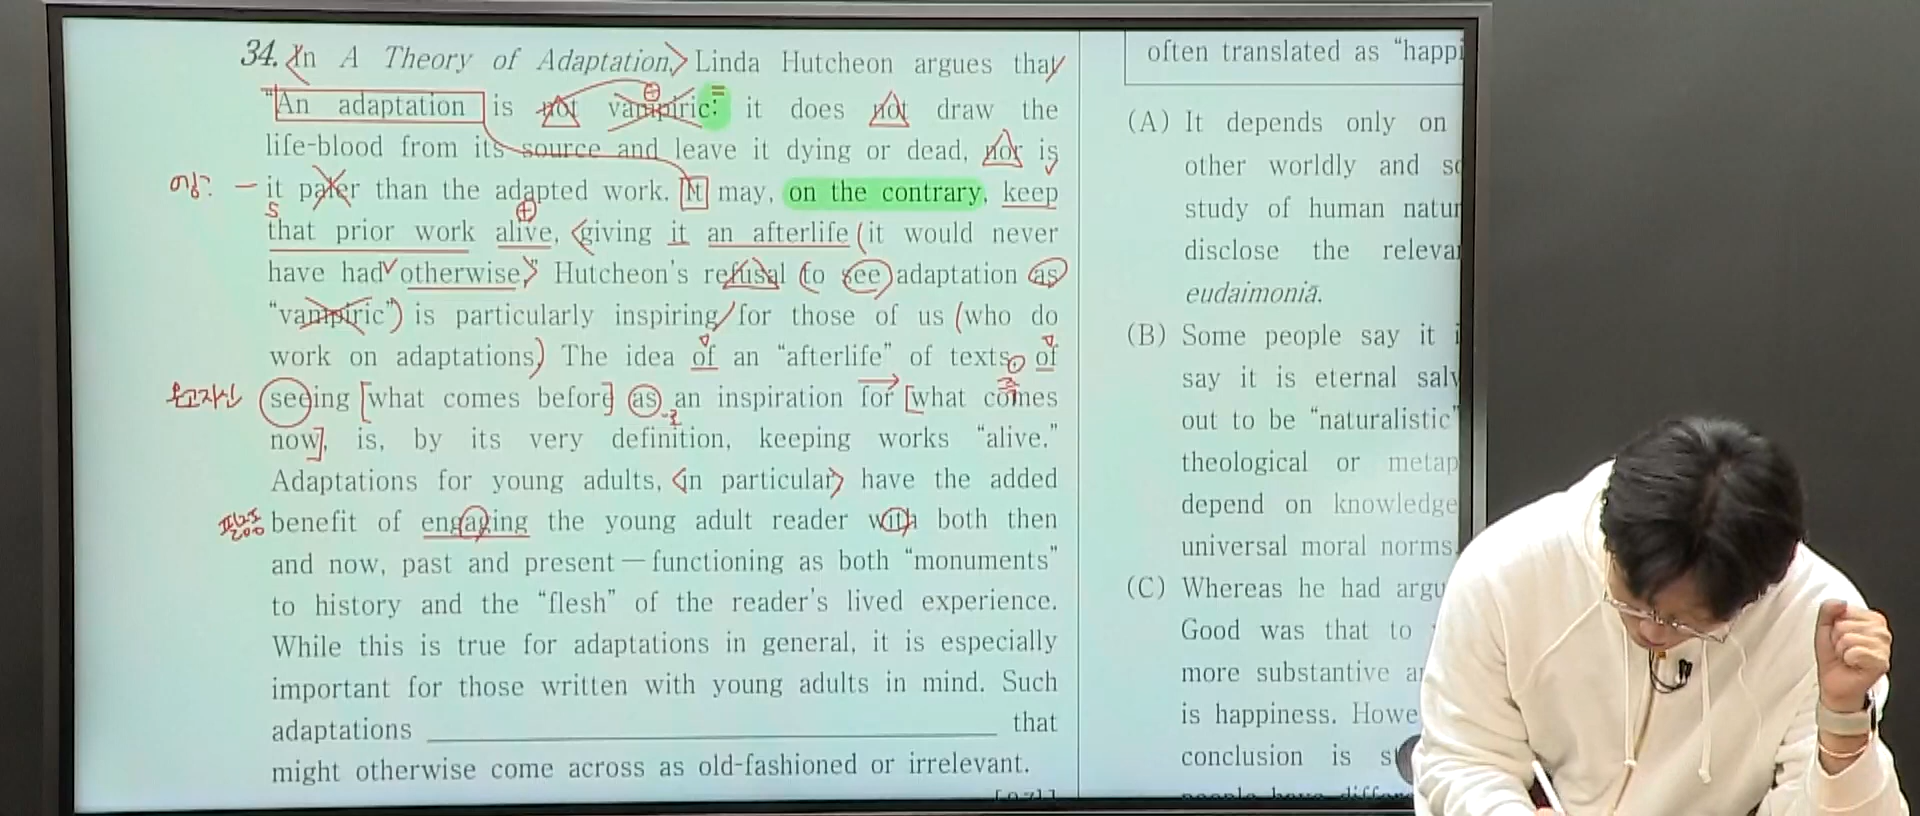 34. In A Theory of Adaptation, Linda Hutcheon argues that
"An adaptation is not vampiric: it does not draw the
life-blood from its source and leave it dying or dead, nor is
it paler than the adapted work. It may, on the contrary, keep
that prior work alive, giving it an afterlife it would never
have had otherwise." Hutcheon's refusal to see adaptation as
"vampiric" is particularly inspiring for those of us who do
work on adaptations. The idea of an "afterlife" of texts, of
seeing what comes before as an inspiration for what comes
now, is, by its very definition, keeping works "alive."
Adaptations for young adults, in particular, have the added
benefit of engaging the young adult reader with both then
and now, past and present — functioning as both "monuments"
to history and the "flesh" of the reader's lived experience.
While this is true for adaptations in general, it is especially
important for those written with young adults in mind. Such
adaptations that
might otherwise come across as old-fashioned or irrelevant.
often translated as "happi
(A) It depends only on
other worldly and
study of human natur
disclose the releva
eudaimonia.
(B) Some people say it
say it is eternal salv
out to be "naturalistic"
theological or metap
depend on knowledge
universal moral norms.
(C) Whereas he had argu
Good was that to
more substantive
is happiness. Howe
conclusion is
people have differ